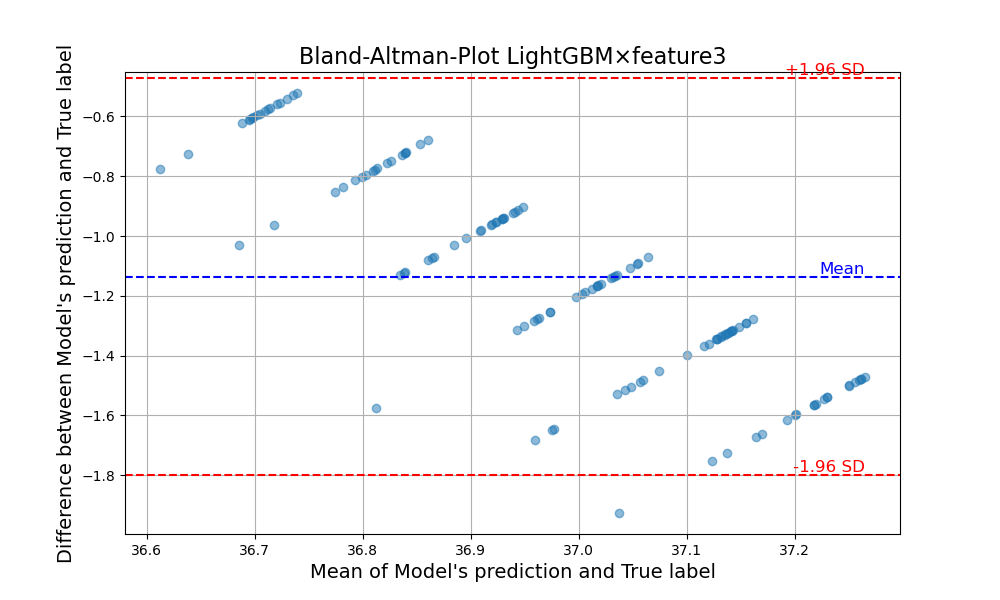 Bland-Altman-Plot LightGBM×feature3
+1.96 SD
Mean
-1.96 SD
Difference between Model's prediction and True label
−0.6
−0.8
−1.0
−1.2
−1.4
−1.6
−1.8
36.6 36.7 36.8 36.9 37.0 37.1 37.2
Mean of Model's prediction and True label